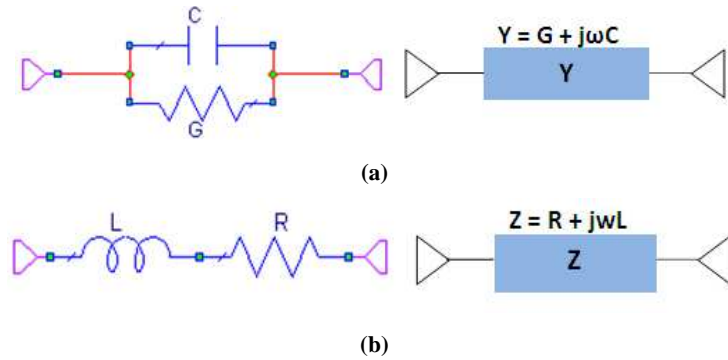 C
G
Y = G + jωC
Y
(a)
L
R
Z = R + jwL
Z
(b)